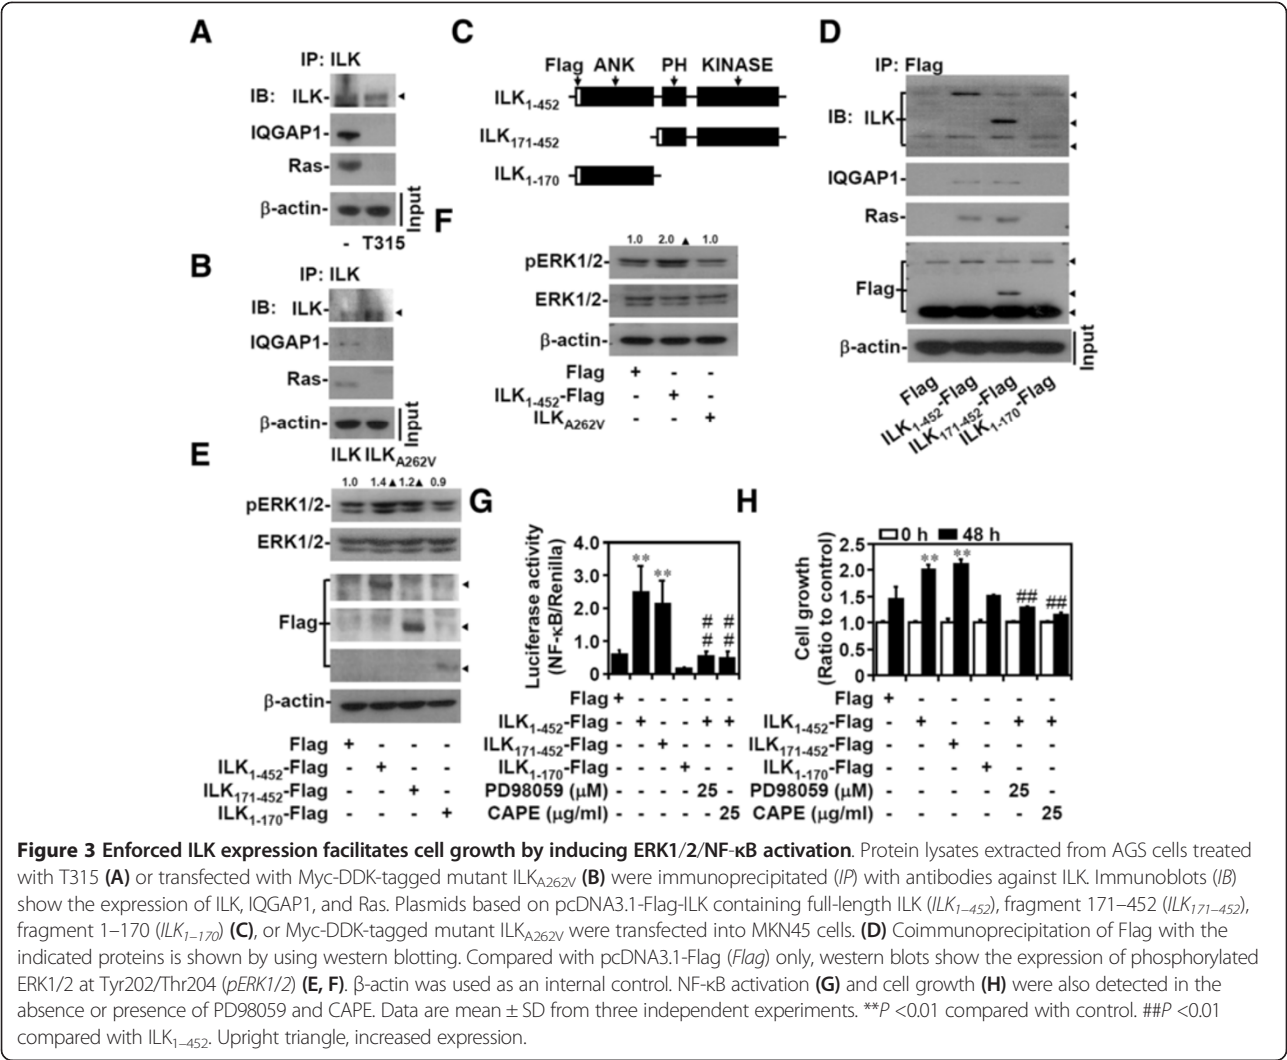 A
IP: ILK
IB: ILK-
IQGAP1-
Ras-
β-actin-
Input
- T315
B
IP: ILK
IB: ILK-
IQGAP1-
Ras-
β-actin-
Input
ILK ILKA262V
C
Flag ANK PH KINASE
ILK1–452
ILK171–452
ILK1–170
D
IP: Flag
IB: ILK
IQGAP1-
Ras-
Flag
β-actin-
Input
Flag
ILK1–452-Flag
ILK171–452-Flag
ILK1–170-Flag
E
1.0 1.4▲ 1.2▲ 0.9
pERK1/2-
ERK1/2-
Flag
β-actin-
Flag + - - -
ILK1–452-Flag - + - -
ILK171–452-Flag - - + -
ILK1–170-Flag - - - +
F
1.0 2.0 ▲ 1.0
pERK1/2-
ERK1/2-
β-actin-
Flag + - -
ILK1–452-Flag - + -
ILKA262V - - +
G
Luciferase activity
(NF-κB/Renilla)
4.0
3.0
2.0
1.0
0
** ** # #
# #
Flag + - - - - -
ILK1–452-Flag - + - - + +
ILK171–452-Flag - - + - - -
ILK1–170-Flag - - - + - -
PD98059 (μM) - - - - 25 -
CAPE (μg/ml) - - - - - 25
H
0 h 48 h
Cell growth
(Ratio to control)
2.5
2.0
1.5
1.0
0.5
0
** ** ## ##
Flag + - - - - -
ILK1–452-Flag - + - - + +
ILK171–452-Flag - - + - - -
ILK1–170-Flag - - - + - -
PD98059 (μM) - - - - 25 -
CAPE (μg/ml) - - - - - 25
Figure 3 Enforced ILK expression facilitates cell growth by inducing ERK1/2/NF-κB activation. Protein lysates extracted from AGS cells treated
with T315 (A) or transfected with Myc-DDK-tagged mutant ILKA262V (B) were immunoprecipitated (IP) with antibodies against ILK. Immunoblots (IB)
show the expression of ILK, IQGAP1, and Ras. Plasmids based on pcDNA3.1-Flag-ILK containing full-length ILK (ILK1–452), fragment 171–452 (ILK171–452),
fragment 1–170 (ILK1–170) (C), or Myc-DDK-tagged mutant ILKA262V were transfected into MKN45 cells. (D) Coimmunoprecipitation of Flag with the
indicated proteins is shown by using western blotting. Compared with pcDNA3.1-Flag (Flag) only, western blots show the expression of phosphorylated
ERK1/2 at Tyr202/Thr204 (pERK1/2) (E, F). β-actin was used as an internal control. NF-κB activation (G) and cell growth (H) were also detected in the
absence or presence of PD98059 and CAPE. Data are mean ± SD from three independent experiments. **P <0.01 compared with control. ##P <0.01
compared with ILK1–452. Upright triangle, increased expression.